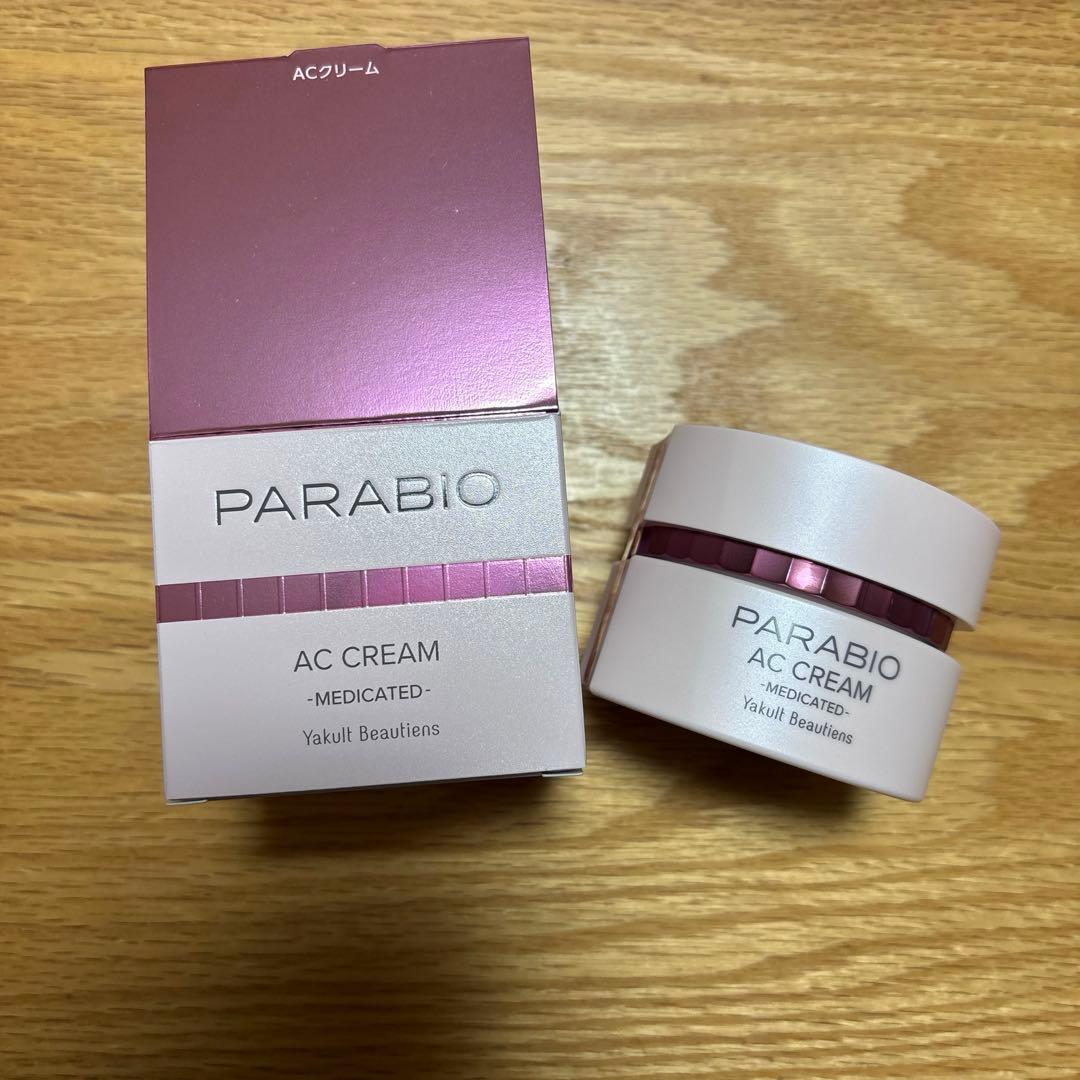 ACクリーム
PARABIO
AC CREAM
-MEDICATED-
Yakult Beautiens
PARABIO
AC CREAM
-MEDICATED-
Yakult Beautiens